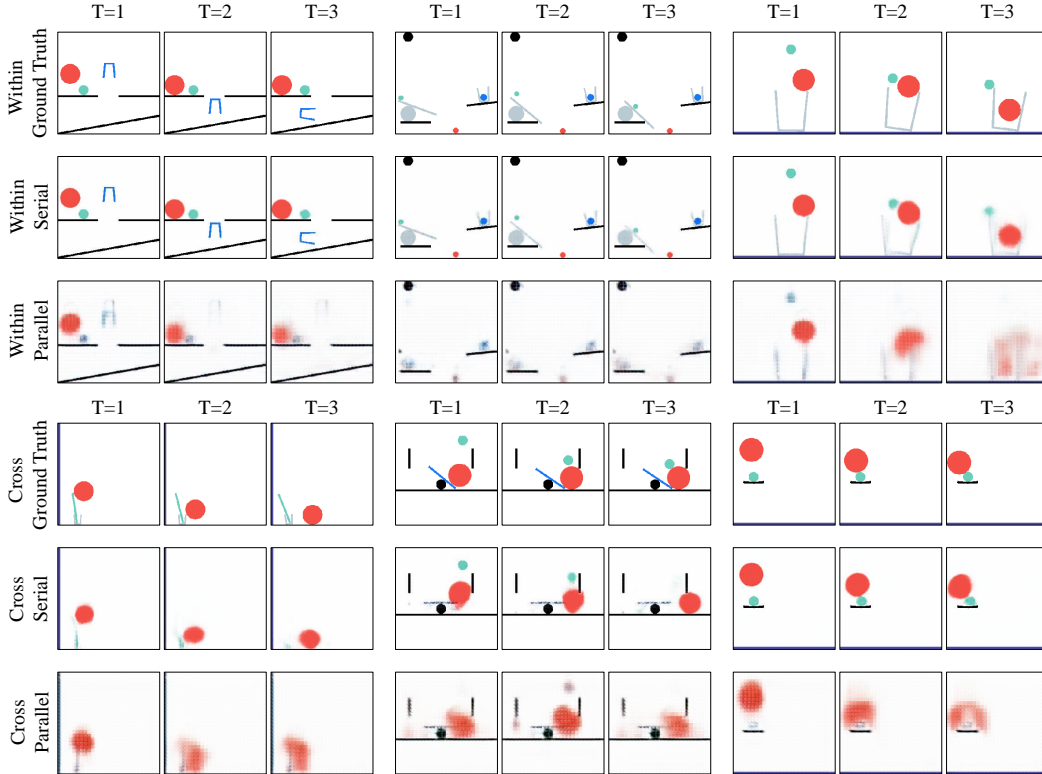 T=1 T=2 T=3 T=1 T=2 T=3 T=1 T=2 T=3
Within
Ground Truth
Within
Serial
Within
Parallel
T=1 T=2 T=3 T=1 T=2 T=3 T=1 T=2 T=3
Cross
Ground Truth
Cross
Serial
Cross
Parallel